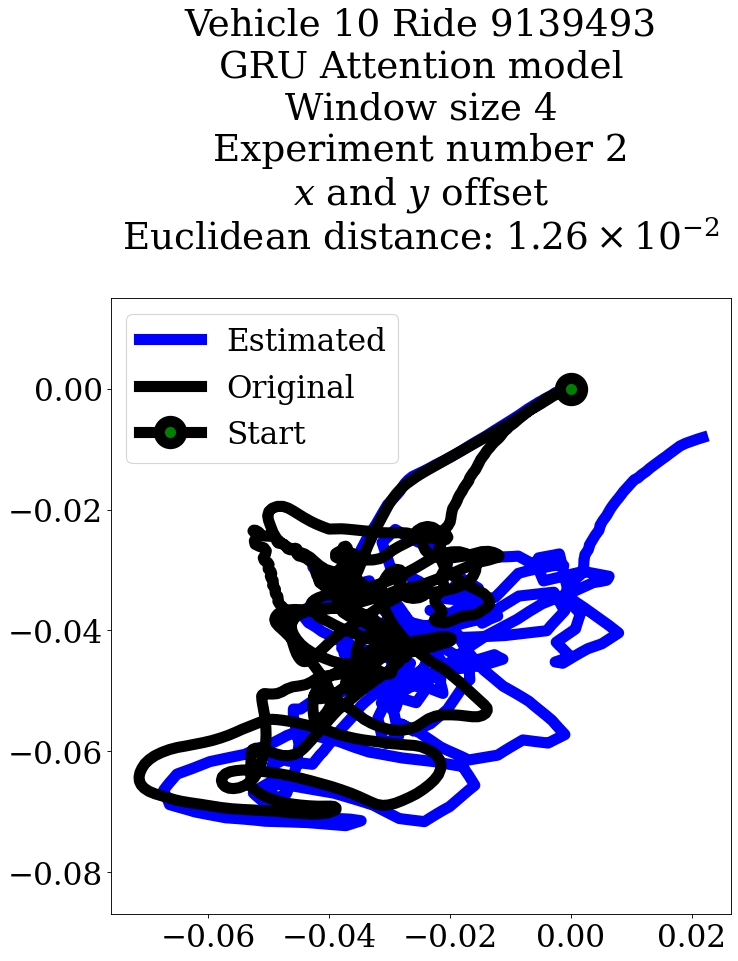 Vehicle 10 Ride 9139493
GRU Attention model
Window size 4
Experiment number 2
x and y offset
Euclidean distance: 1.26 × 10⁻²
Estimated
Original
Start
0.00
−0.02
−0.04
−0.06
−0.08
−0.06 −0.04 −0.02 0.00 0.02